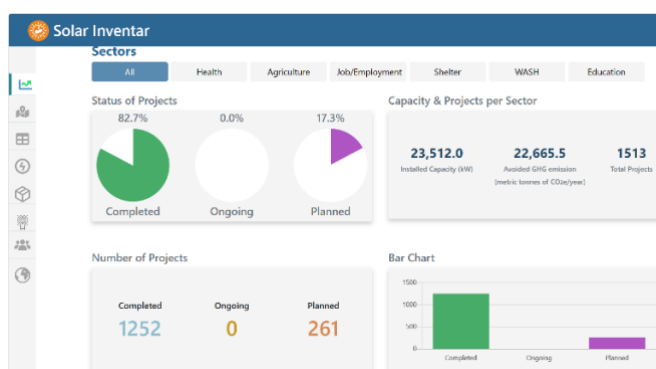 Solar Inventar
Sectors
All Health Agriculture Job/Employment Shelter WASH Education
Status of Projects
82.7% 0.0% 17.3%
Completed Ongoing Planned
Capacity & Projects per Sector
23,512.0 22,665.5 1513
Installed Capacity (kW) Avoided GHG emission Total Projects
[metric tonnes of CO2e/year]
Number of Projects
Completed Ongoing Planned
1252 0 261
Bar Chart
1500
1000
500
0
Completed Ongoing Planned